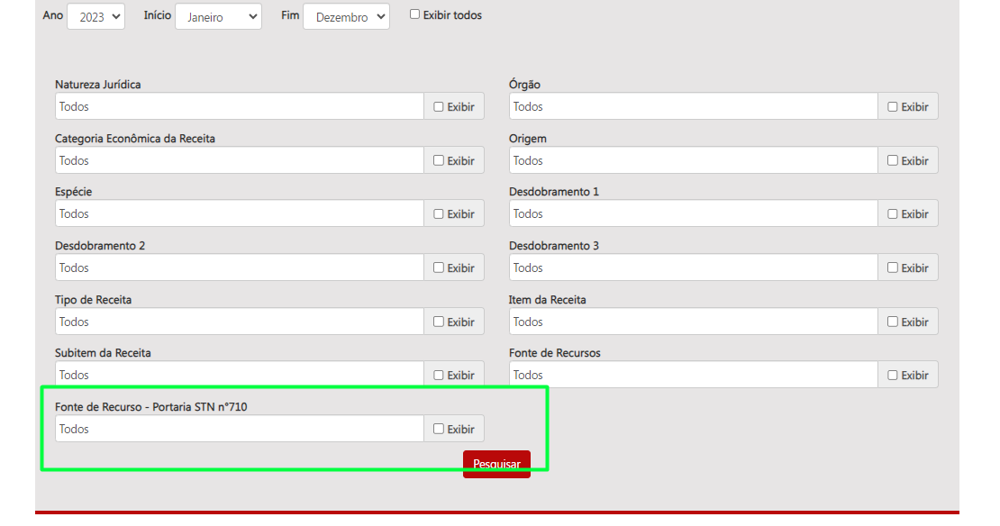 Ano 2023 Início Janeiro Fim Dezembro Exibir todos
Natureza Jurídica Órgão
Todos Exibir Todos Exibir
Categoria Econômica da Receita Origem
Todos Exibir Todos Exibir
Espécie Desdobramento 1
Todos Exibir Todos Exibir
Desdobramento 2 Desdobramento 3
Todos Exibir Todos Exibir
Tipo de Receita Item da Receita
Todos Exibir Todos Exibir
Subitem da Receita Fonte de Recursos
Todos Exibir Todos Exibir
Fonte de Recurso - Portaria STN n°710
Todos Exibir
Pesquisar